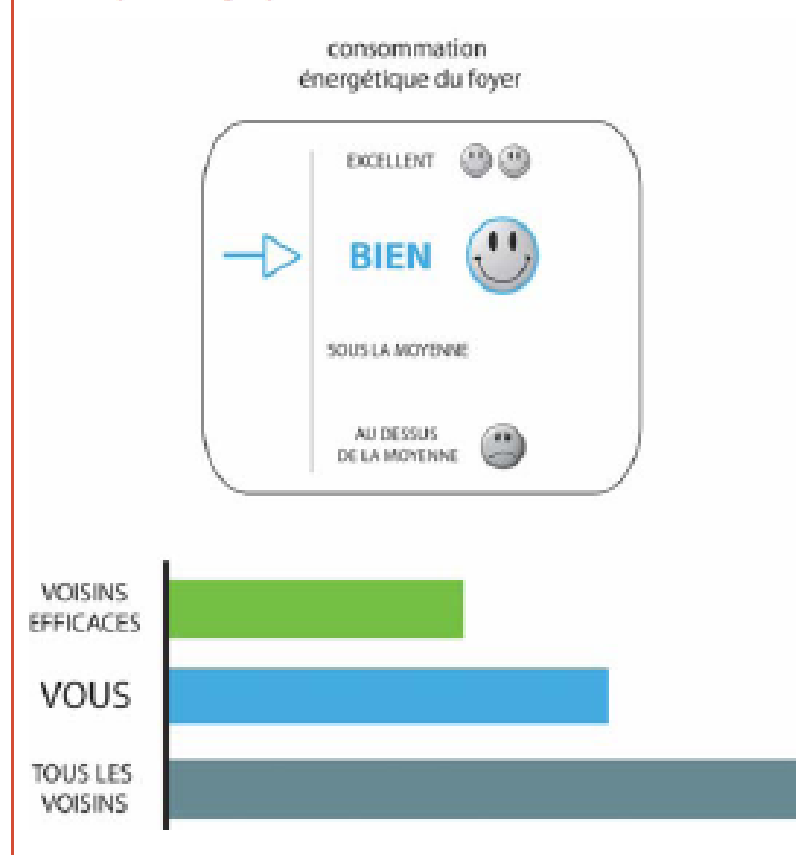 consommation
énergétique du foyer
EXCELLENT
BIEN
SOUS LA MOYENNE
AU DESSUS
DE LA MOYENNE
VOISINS
EFFICACES
VOUS
TOUS LES
VOISINS